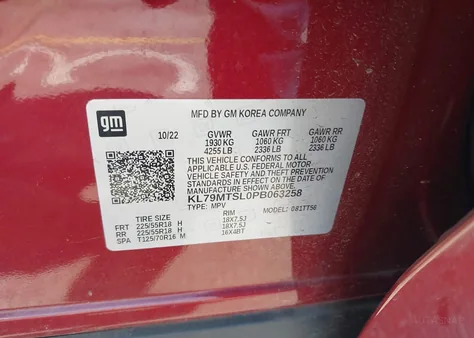 gm
MFD BY GM KOREA COMPANY
10/22 GVWR GAWR FRT GAWR RR
1930 KG 1060 KG 1060 KG
4255 LB 2336 LB 2336 LB
THIS VEHICLE CONFORMS TO ALL
APPLICABLE U.S. FEDERAL MOTOR
VEHICLE SAFETY AND THEFT PREVENTION
STANDARDS IN EFFECT ON THE DATE OF
MANUFACTURE SHOWN ABOVE.
KL79MTSL0PB063258
TYPE: MPV MODEL: 081TT56
TIRE SIZE RIM
FRT 225/55R18 H 18X7.5J
RR 225/55R18 H 18X7.5J
SPA T125/70R16 M 16X4BT